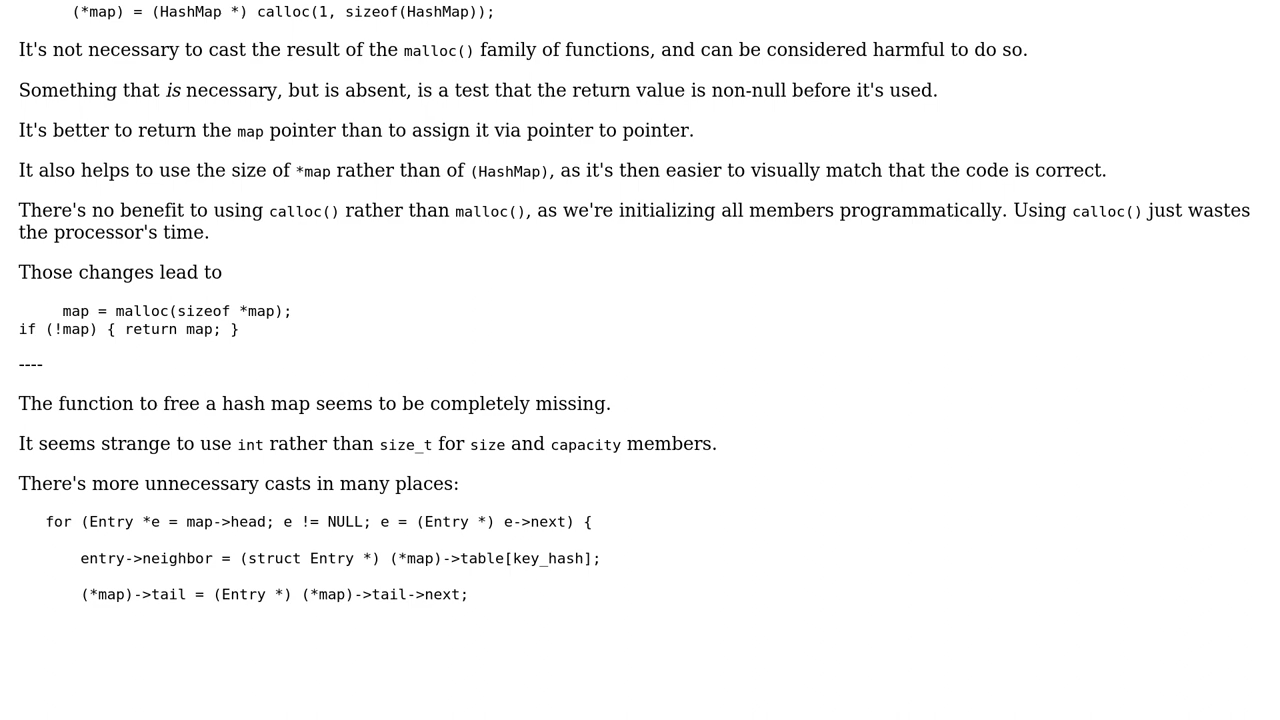 (*map) = (HashMap *) calloc(1, sizeof(HashMap));
It's not necessary to cast the result of the malloc() family of functions, and can be considered harmful to do so.
Something that is necessary, but is absent, is a test that the return value is non-null before it's used.
It's better to return the map pointer than to assign it via pointer to pointer.
It also helps to use the size of *map rather than of (HashMap), as it's then easier to visually match that the code is correct.
There's no benefit to using calloc() rather than malloc(), as we're initializing all members programmatically. Using calloc() just wastes
the processor's time.
Those changes lead to
map = malloc(sizeof *map);
if (!map) { return map; }
----
The function to free a hash map seems to be completely missing.
It seems strange to use int rather than size_t for size and capacity members.
There's more unnecessary casts in many places:
for (Entry *e = map->head; e != NULL; e = (Entry *) e->next) {
entry->neighbor = (struct Entry *) (*map)->table[key_hash];
(*map)->tail = (Entry *) (*map)->tail->next;